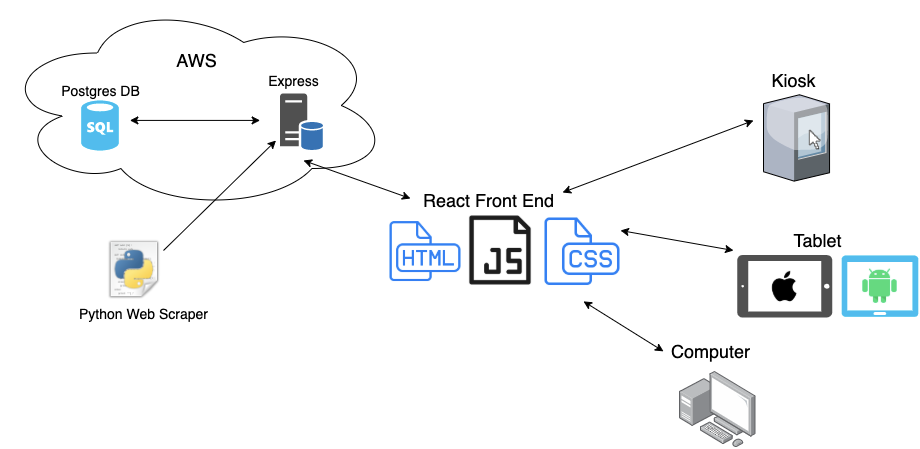 AWS
Postgres DB
Express
SQL
Kiosk
React Front End
HTML
JS
CSS
Tablet
Python Web Scraper
Computer